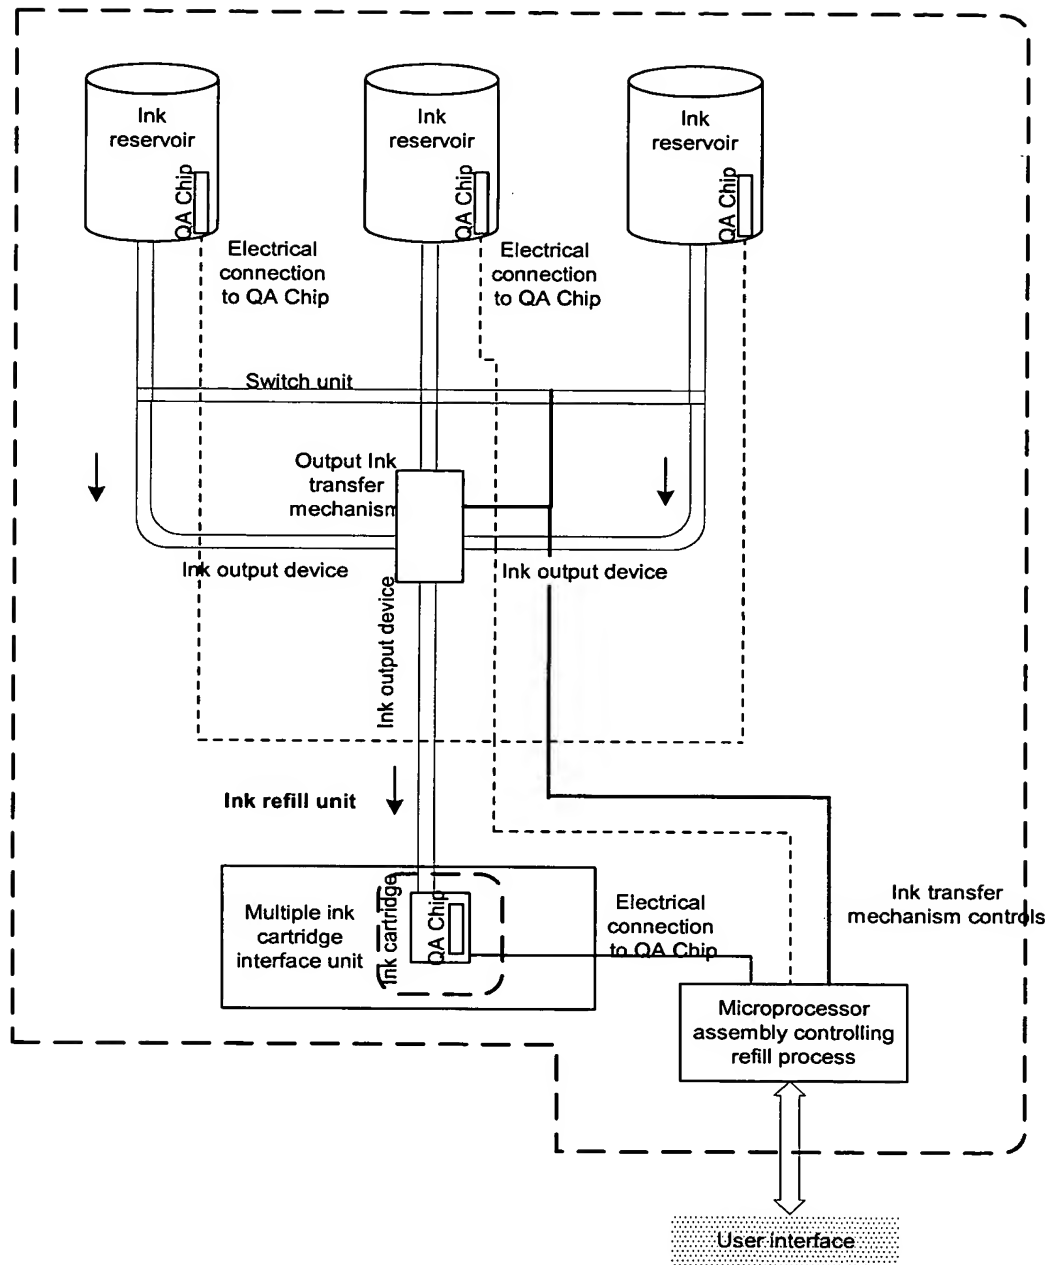 Ink
reservoir
QA Chip
Ink
reservoir
QA Chip
Ink
reservoir
QA Chip
Electrical
connection
to QA Chip
Electrical
connection
to QA Chip
Switch unit
Output Ink
transfer
mechanism
Ink output device
Ink output device
Ink output device
Ink refill unit
Multiple ink
cartridge
interface unit
Ink cartridge
QA Chip
Electrical
connection
to QA Chip
Ink transfer
mechanism controls
Microprocessor
assembly controlling
refill process
User interface